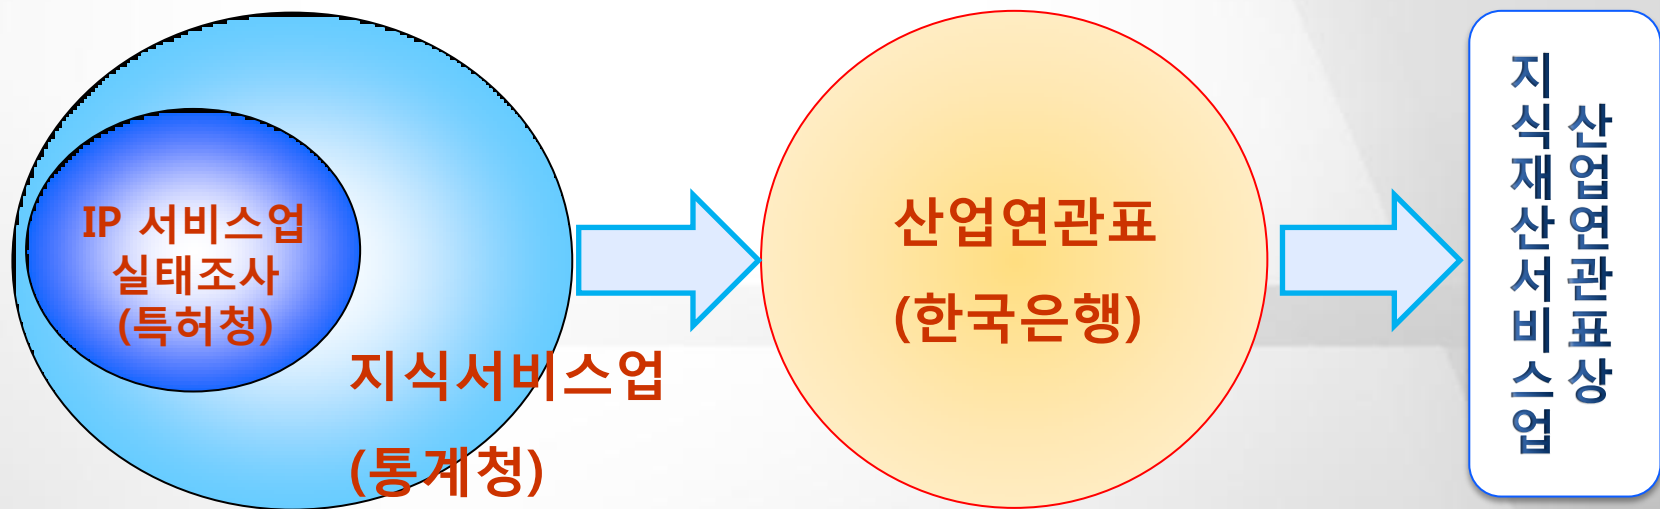 IP 서비스업
실태조사
(특허청)
지식서비스업
(통계청)
산업연관표
(한국은행)
산업연관표상
지식재산서비스업